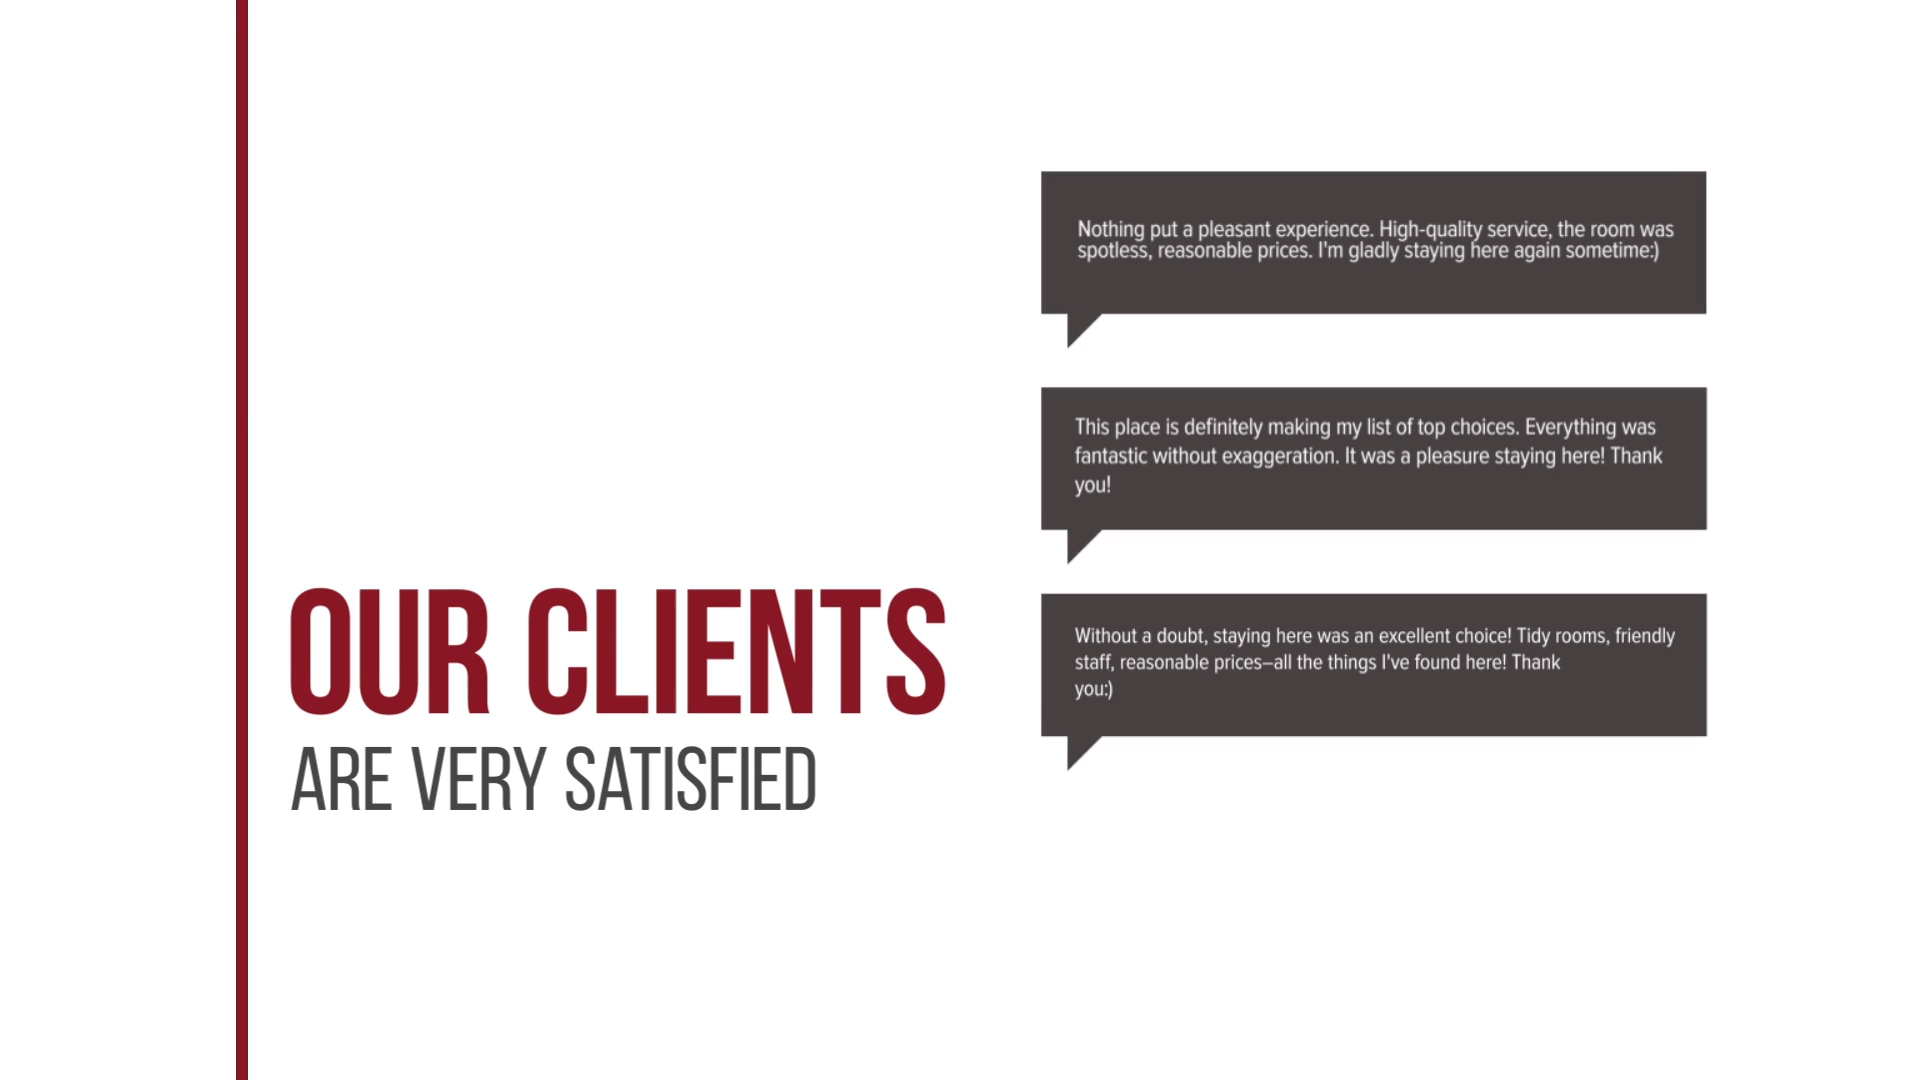 OUR CLIENTS
ARE VERY SATISFIED
Nothing put a pleasant experience. High-quality service, the room was
spotless, reasonable prices. I'm gladly staying here again sometime:)
This place is definitely making my list of top choices. Everything was
fantastic without exaggeration. It was a pleasure staying here! Thank
you!
Without a doubt, staying here was an excellent choice! Tidy rooms, friendly
staff, reasonable prices–all the things I've found here! Thank
you:)